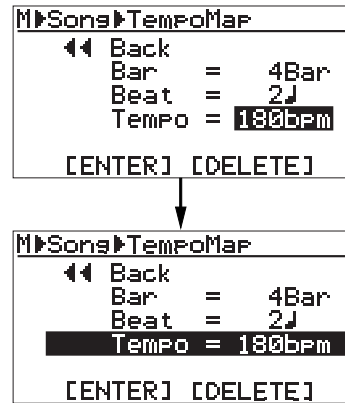 M▶Song▶TempoMap
◀◀ Back
Bar = 4Bar
Beat = 2♩
Tempo = 180bpm
[ENTER] [DELETE]
M▶Song▶TempoMap
◀◀ Back
Bar = 4Bar
Beat = 2♩
Tempo = 180bpm
[ENTER] [DELETE]